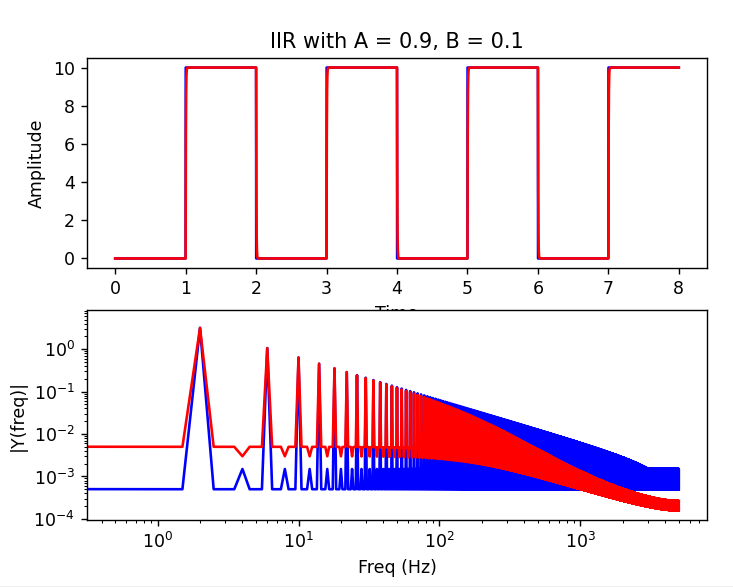 IIR with A = 0.9, B = 0.1
10
8
6
4
2
0
Amplitude
0 1 2 3 4 5 6 7 8
Time
10⁰
10⁻¹
10⁻²
10⁻³
10⁻⁴
|Y(freq)|
10⁰ 10¹ 10² 10³
Freq (Hz)